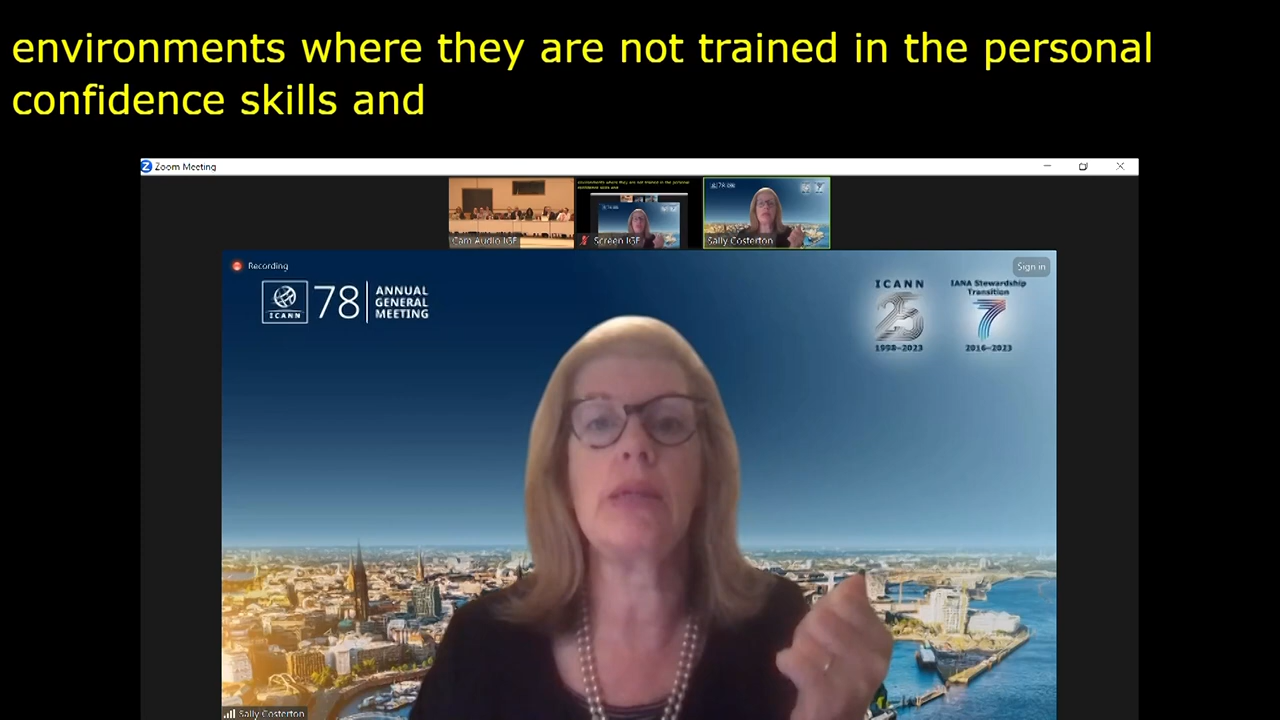 environments where they are not trained in the personal
confidence skills and
Zoom Meeting
Cam Audio IGF
Screen IGF
Sally Costerton
Recording
Sign in
ICANN
78
ANNUAL
GENERAL
MEETING
ICANN
25
1998–2023
IANA Stewardship
Transition
7
2016–2023
Sally Costerton